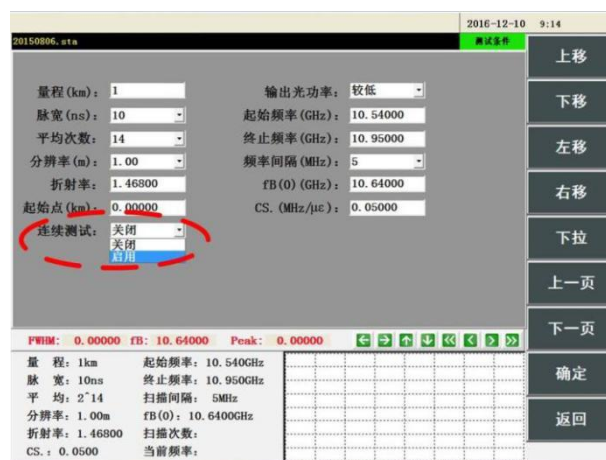 2016-12-10 9:14
20150806.sta 测试条件
量程(km): 1 输出光功率: 较低
脉宽(ns): 10 起始频率(GHz): 10.54000
平均次数: 14 终止频率(GHz): 10.95000
分辨率(m): 1.00 频率间隔(MHz): 5
折射率: 1.46800 fB(0)(GHz): 10.64000
起始点(km): 0.00000 CS.(MHz/με): 0.05000
连续测试: 关闭
关闭
启用
上移
下移
左移
右移
下拉
上一页
下一页
确定
返回
FWHM: 0.00000 fB: 10.64000 Peak: 0.00000
量 程: 1km 起始频率: 10.540GHz
脉 宽: 10ns 终止频率: 10.950GHz
平 均: 2^14 扫描间隔: 5MHz
分辨率: 1.00m fB(0): 10.6400GHz
折射率: 1.46800 扫描次数:
CS.: 0.0500 当前频率: